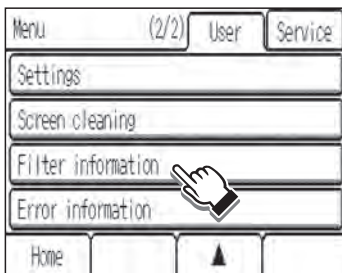 Menu (2/2) User Service
Settings
Screen cleaning
Filter information
Error information
Home ▲